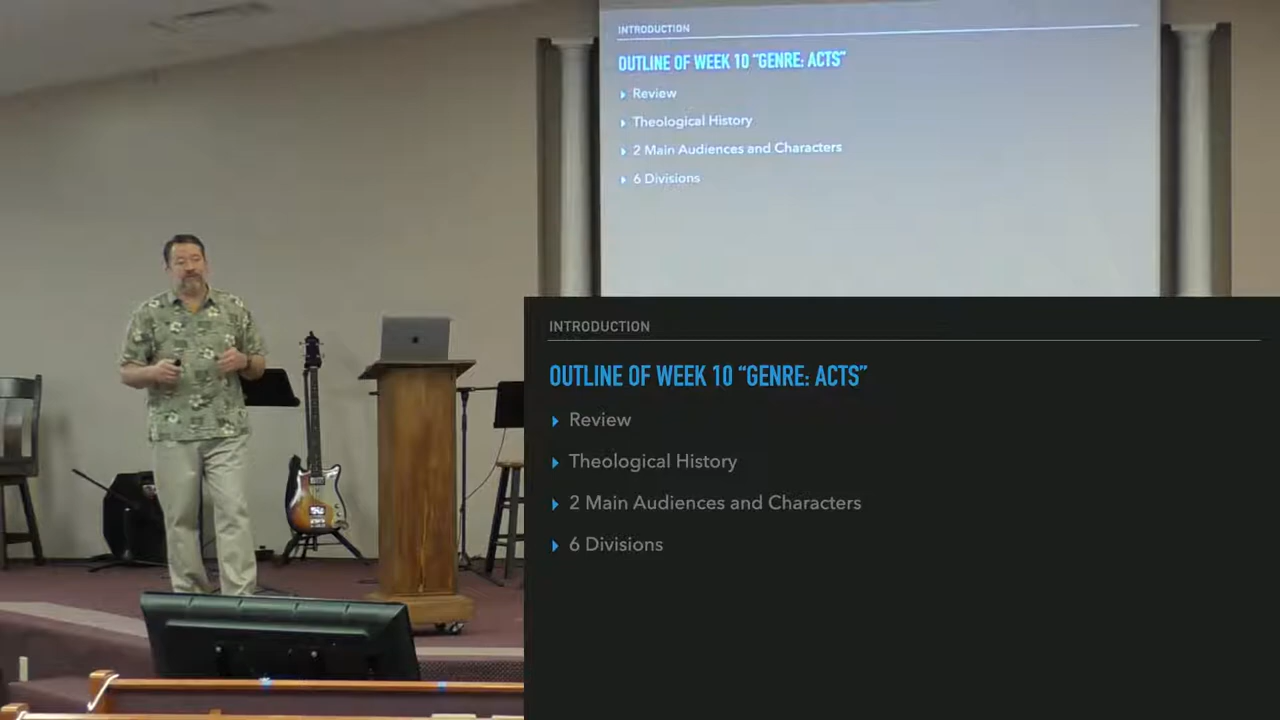 INTRODUCTION
OUTLINE OF WEEK 10 “GENRE: ACTS”
Review
Theological History
2 Main Audiences and Characters
6 Divisions
INTRODUCTION
OUTLINE OF WEEK 10 “GENRE: ACTS”
Review
Theological History
2 Main Audiences and Characters
6 Divisions